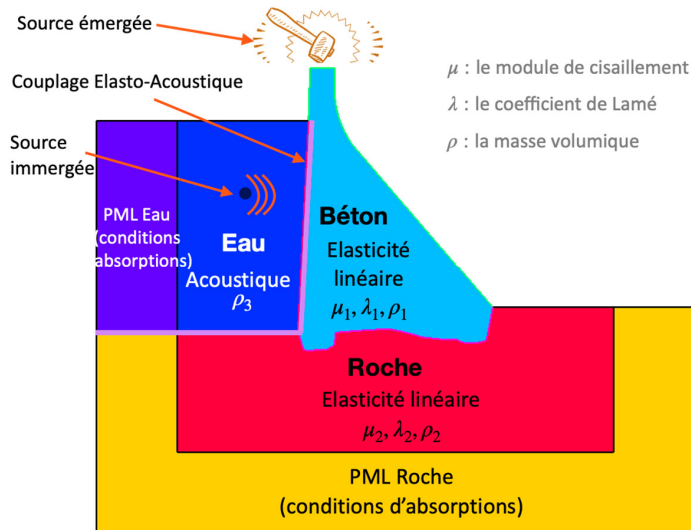 Source émergée
Couplage Elasto-Acoustique
Source
immergée
μ : le module de cisaillement
λ : le coefficient de Lamé
ρ : la masse volumique
PML Eau
(conditions
d'absorptions)
Eau
Acoustique
ρ₃
Béton
Elasticité
linéaire
μ₁, λ₁, ρ₁
Roche
Elasticité linéaire
μ₂, λ₂, ρ₂
PML Roche
(conditions d'absorptions)